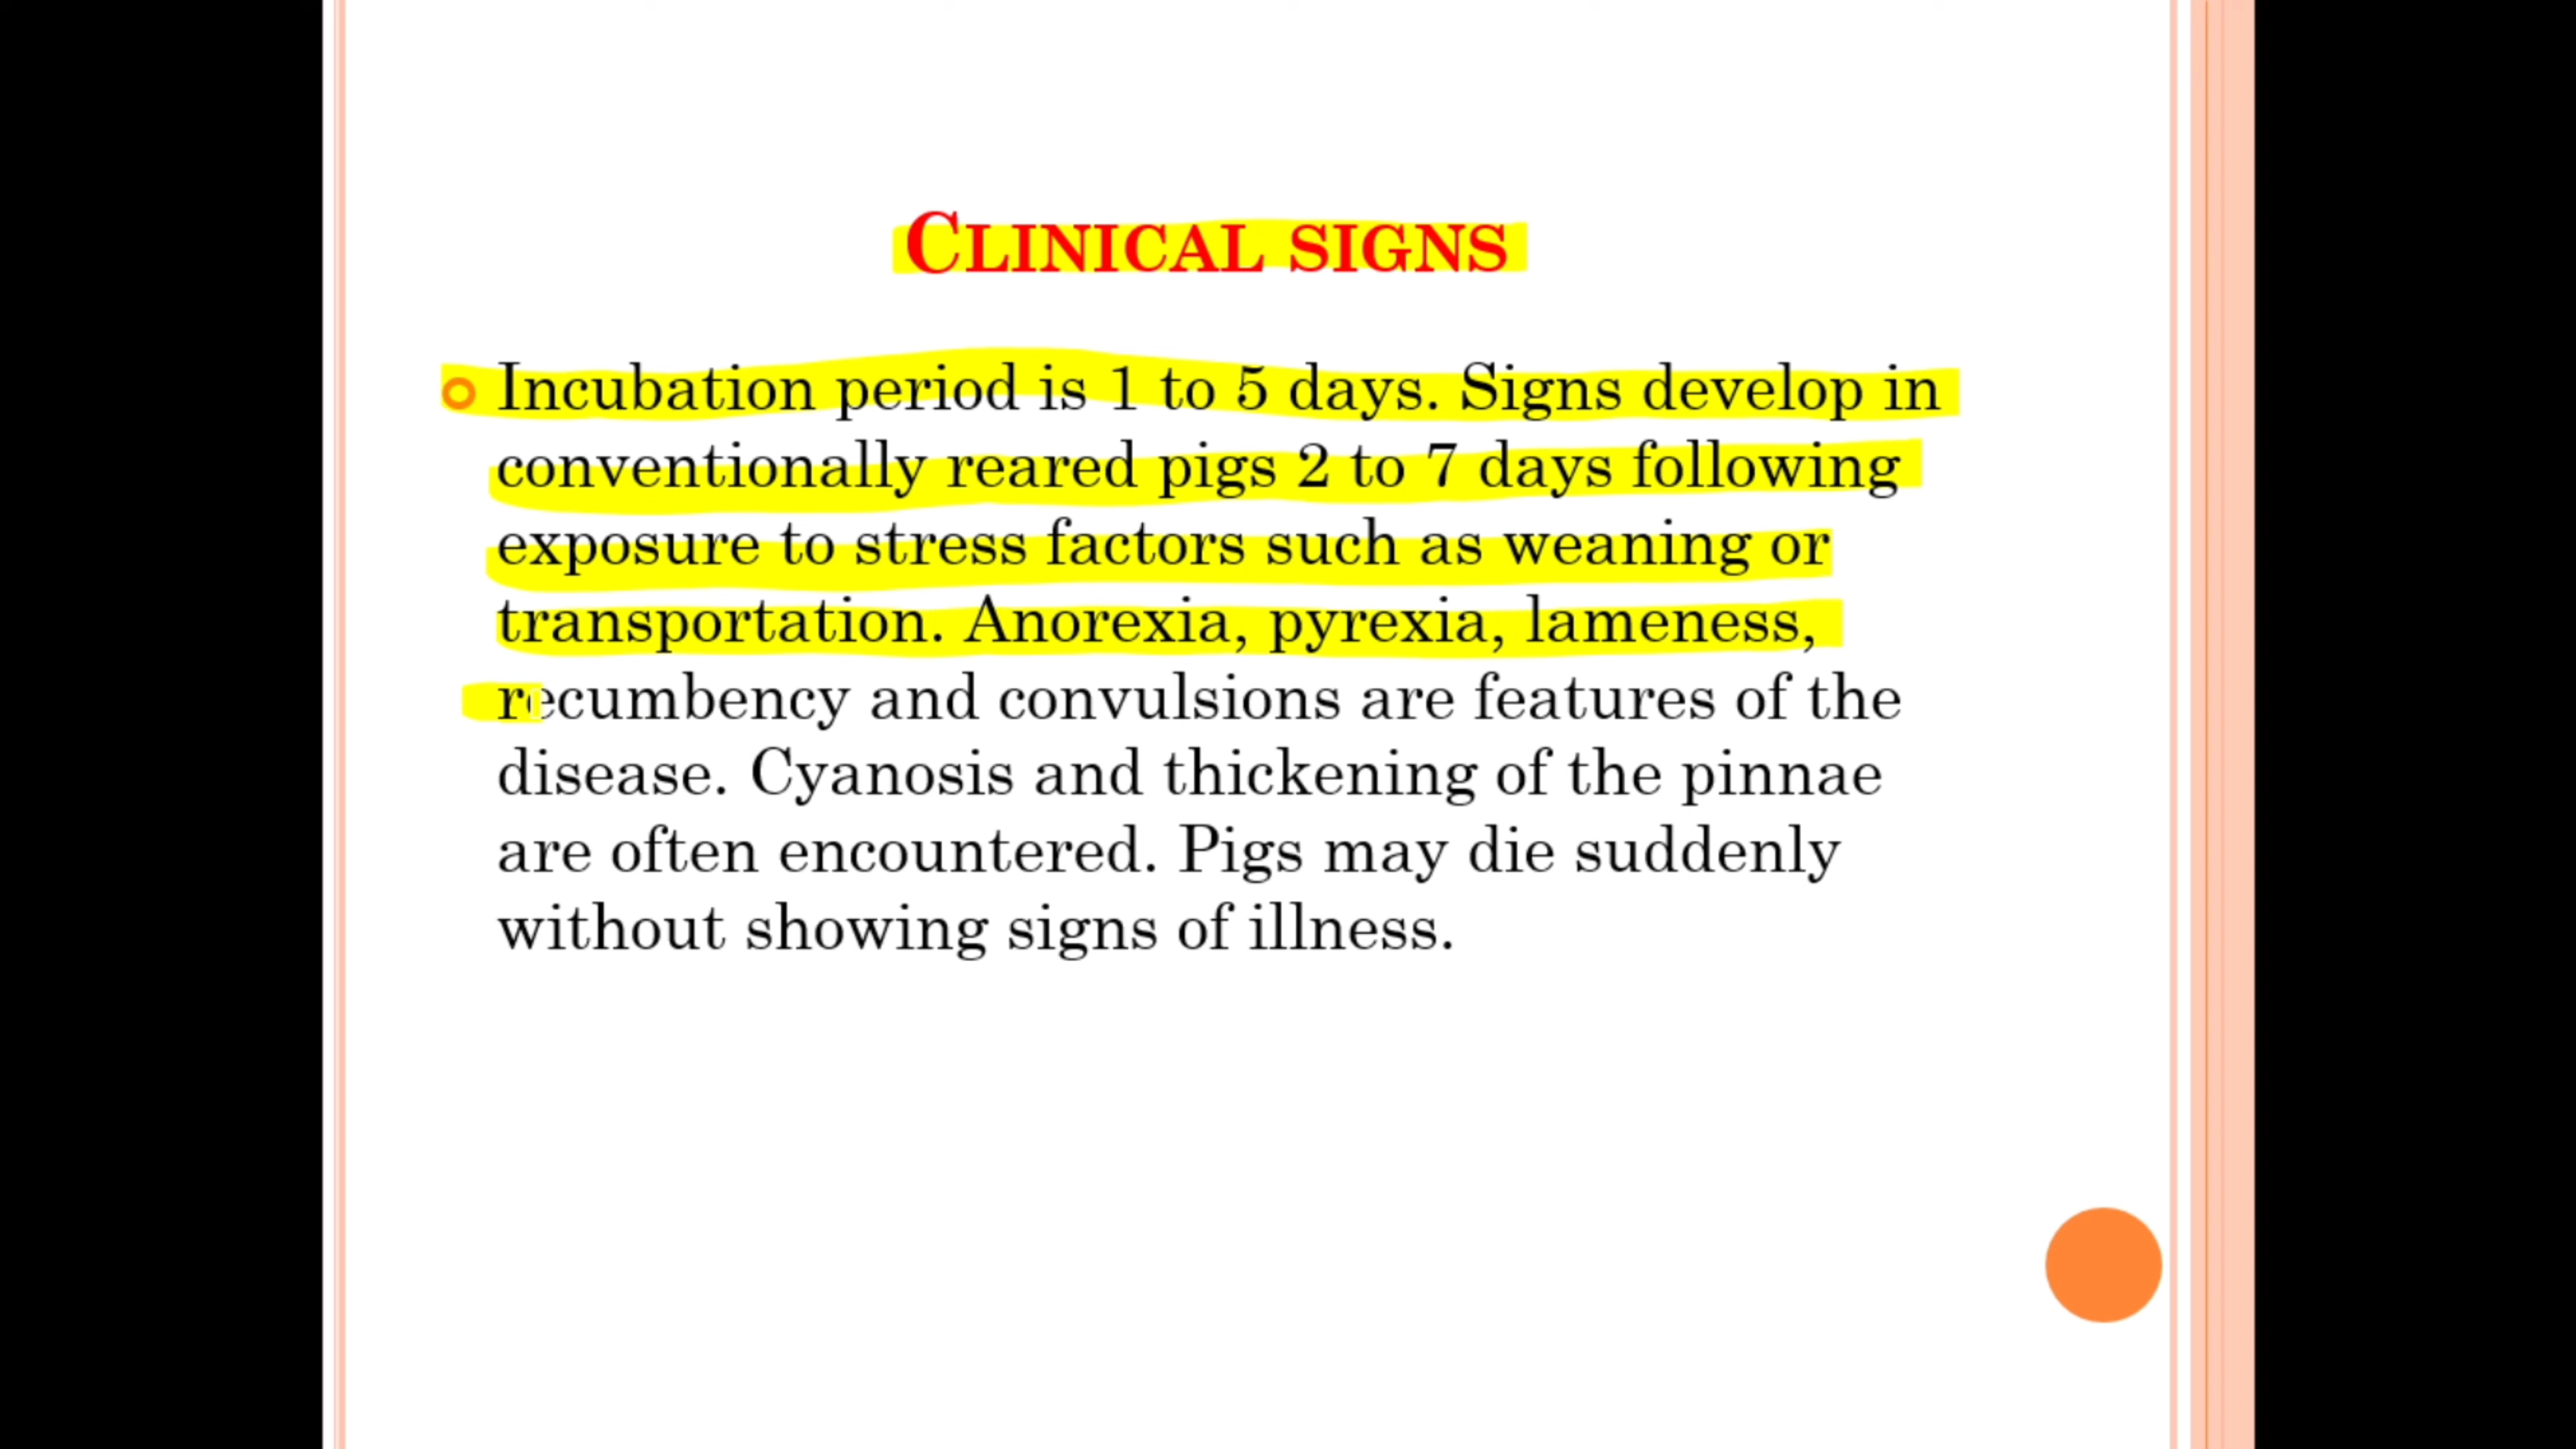 CLINICAL SIGNS
Incubation period is 1 to 5 days. Signs develop in
conventionally reared pigs 2 to 7 days following
exposure to stress factors such as weaning or
transportation. Anorexia, pyrexia, lameness,
recumbency and convulsions are features of the
disease. Cyanosis and thickening of the pinnae
are often encountered. Pigs may die suddenly
without showing signs of illness.